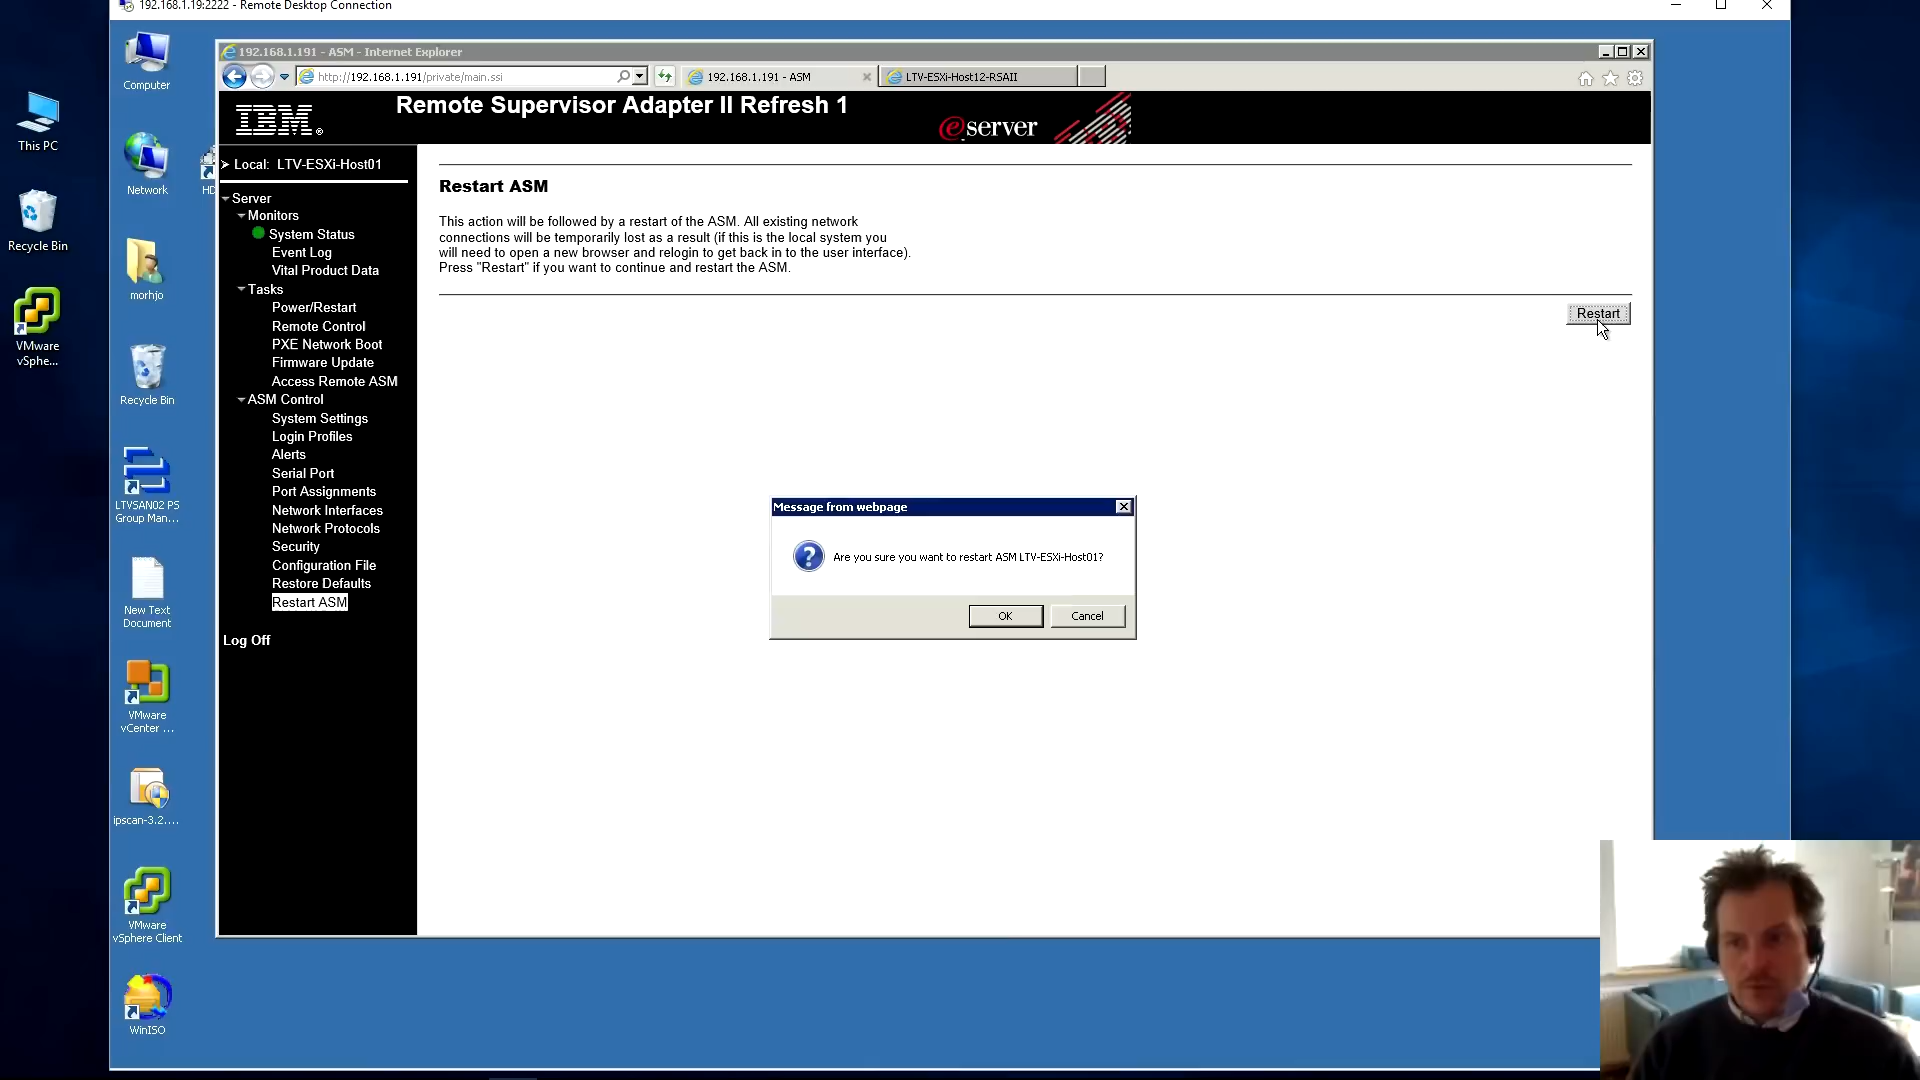 192.168.1.19:2222 - Remote Desktop Connection
This PC
Recycle Bin
VMware
vSphe...
Computer
Network
HD
morhjo
Recycle Bin
LTVSAN02 PS
Group Man...
New Text
Document
VMware
vCenter ...
ipscan-3.2....
VMware
vSphere Client
WinISO
192.168.1.191 - ASM - Internet Explorer
http://192.168.1.191/private/main.ssi
192.168.1.191 - ASM
LTV-ESXi-Host12-RSAII
IBM®
Remote Supervisor Adapter II Refresh 1
eserver
Local: LTV-ESXi-Host01
Server
Monitors
System Status
Event Log
Vital Product Data
Tasks
Power/Restart
Remote Control
PXE Network Boot
Firmware Update
Access Remote ASM
ASM Control
System Settings
Login Profiles
Alerts
Serial Port
Port Assignments
Network Interfaces
Network Protocols
Security
Configuration File
Restore Defaults
Restart ASM
Log Off
Restart ASM
This action will be followed by a restart of the ASM. All existing network
connections will be temporarily lost as a result (if this is the local system you
will need to open a new browser and relogin to get back in to the user interface).
Press "Restart" if you want to continue and restart the ASM.
Restart
Message from webpage
Are you sure you want to restart ASM LTV-ESXi-Host01?
OK
Cancel